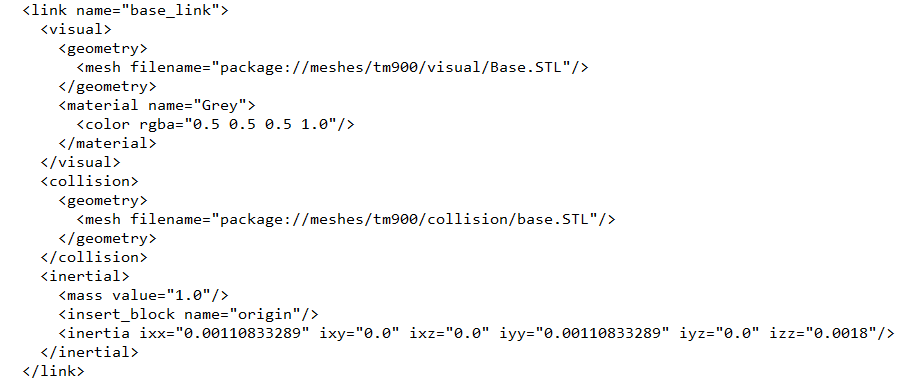 <link name="base_link">
<visual>
<geometry>
<mesh filename="package://meshes/tm900/visual/Base.STL"/>
</geometry>
<material name="Grey">
<color rgba="0.5 0.5 0.5 1.0"/>
</material>
</visual>
<collision>
<geometry>
<mesh filename="package://meshes/tm900/collision/base.STL"/>
</geometry>
</collision>
<inertial>
<mass value="1.0"/>
<insert_block name="origin"/>
<inertia ixx="0.00110833289" ixy="0.0" ixz="0.0" iyy="0.00110833289" iyz="0.0" izz="0.0018"/>
</inertial>
</link>